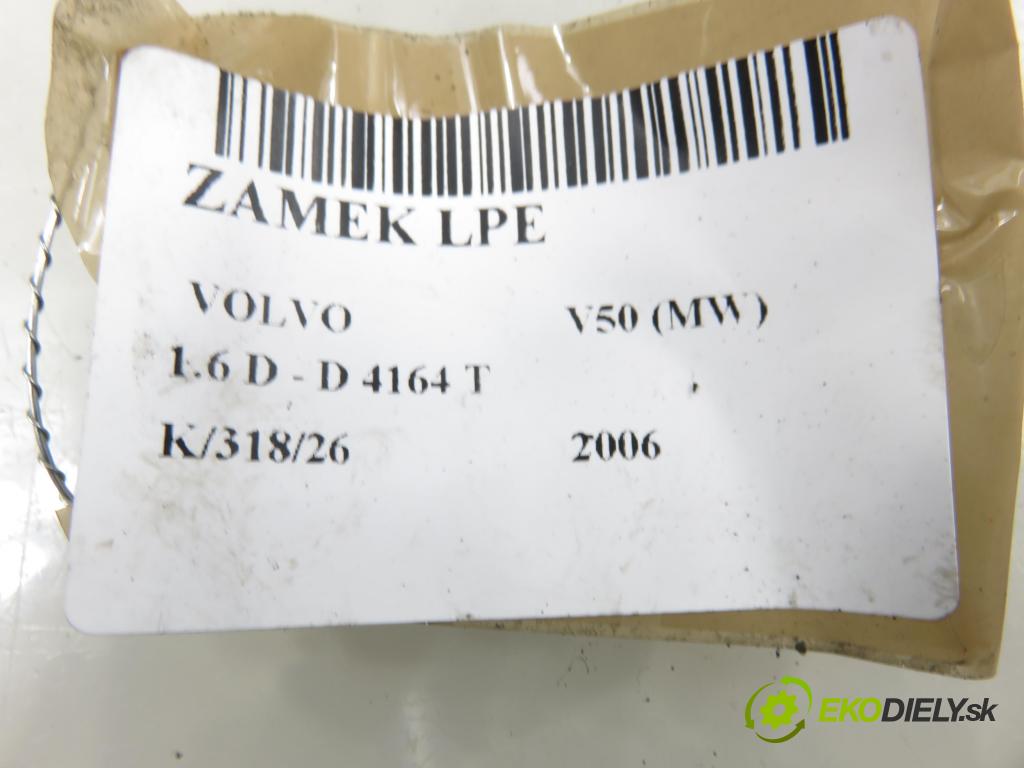 ZAMEK LPE
VOLVO V50 (MW)
1.6 D - D 4164 T
K/318/26 2006
EKODIELY.sk